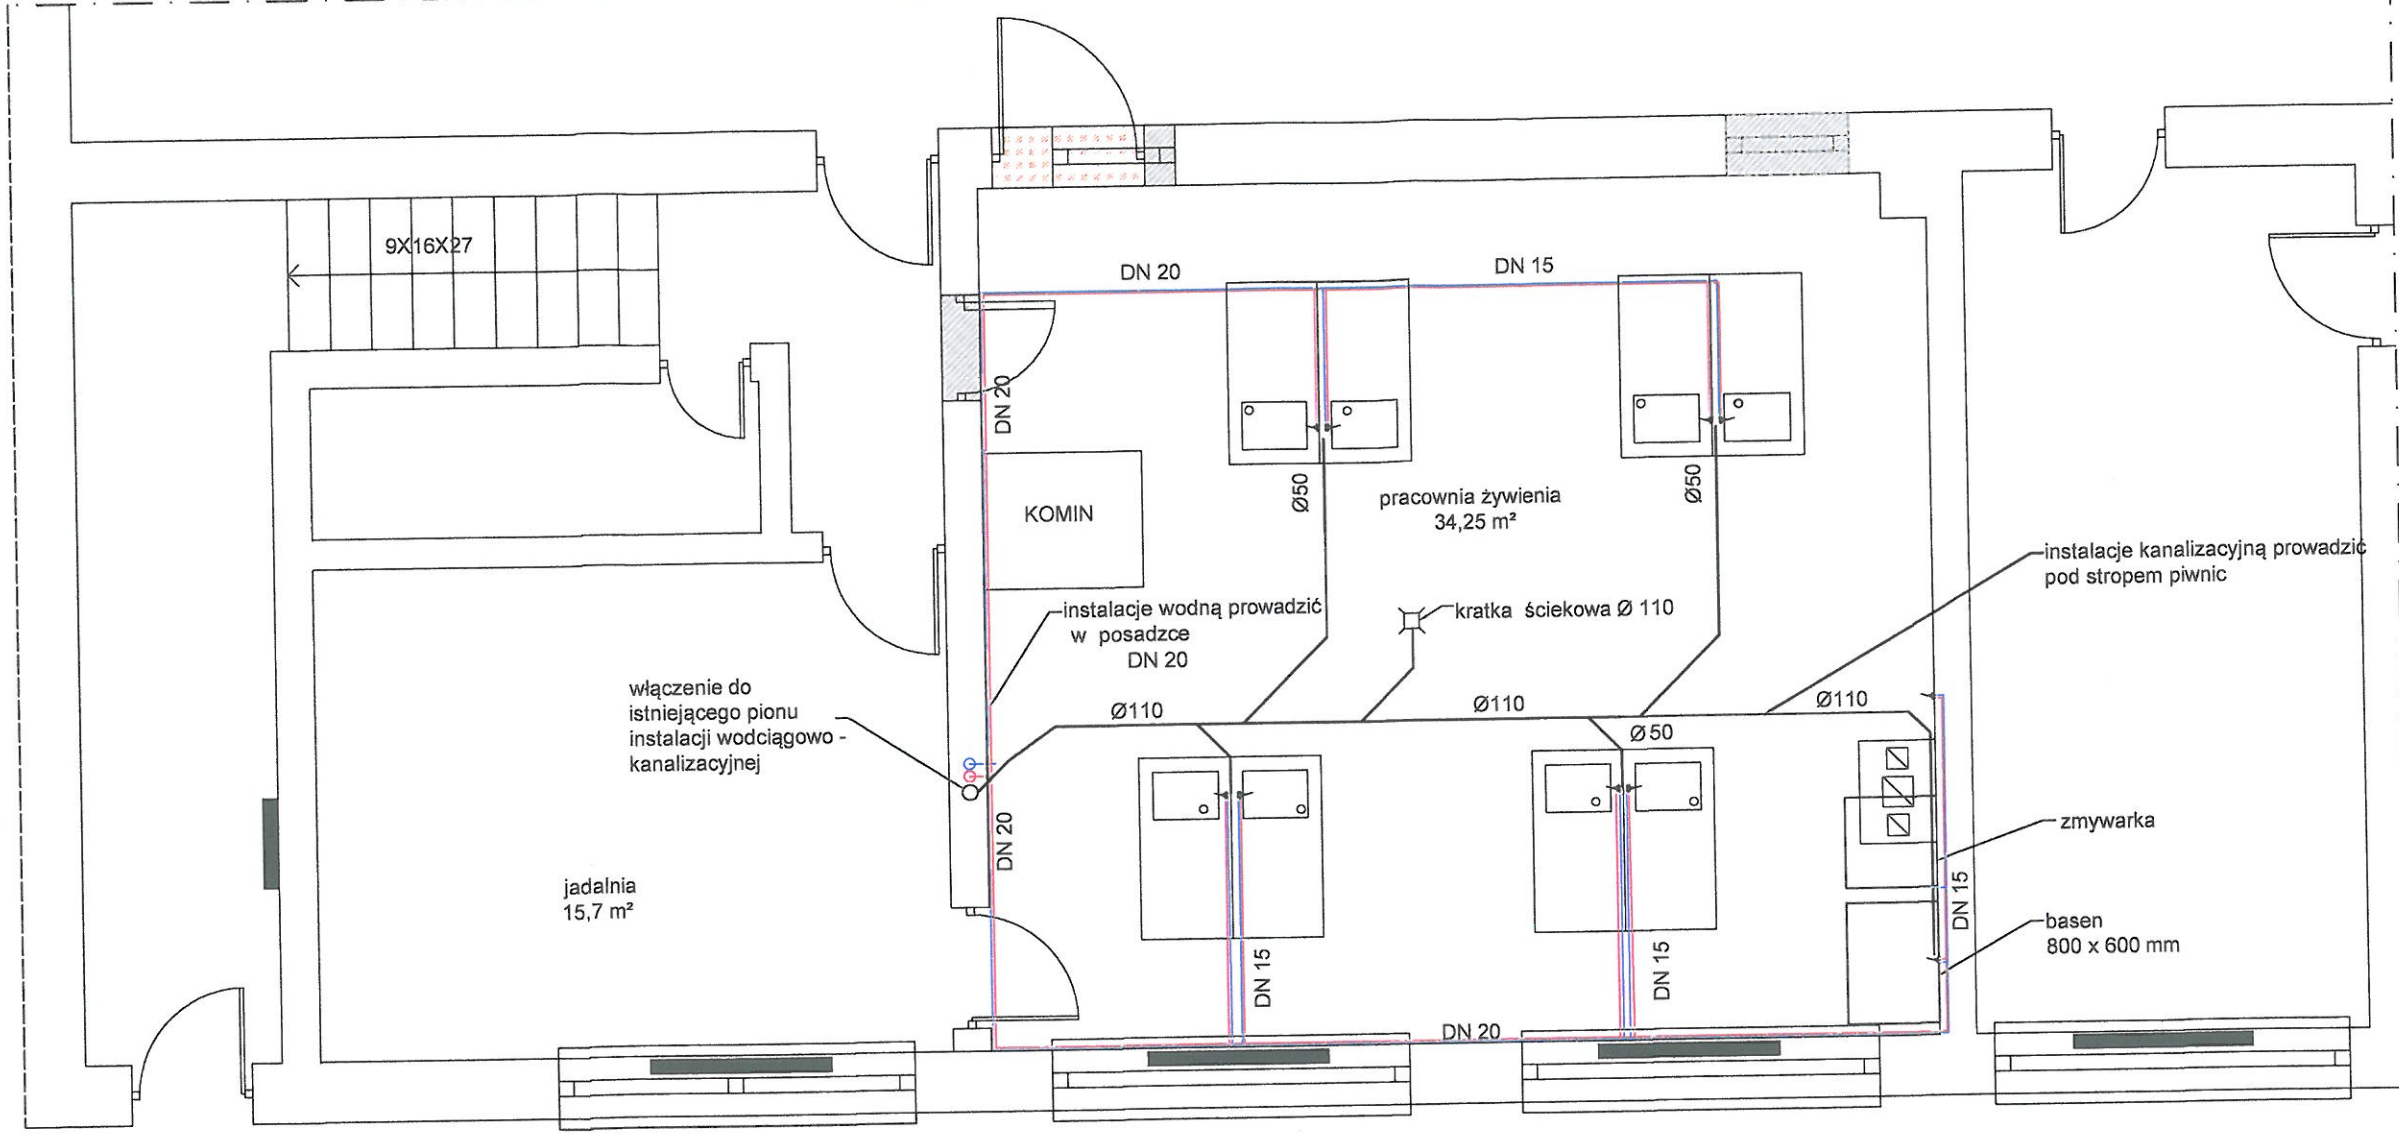 9X16X27
DN 20
DN 15
DN 20
KOMIN
Ø50
pracownia żywienia
34,25 m²
Ø50
instalacje kanalizacyjną prowadzić
pod stropem piwnic
instalacje wodną prowadzić
w posadzce
DN 20
kratka ściekowa Ø 110
włączenie do
istniejącego pionu
instalacji wodciągowo -
kanalizacyjnej
Ø110
Ø110
Ø110
Ø50
DN 20
zmywarka
jadalnia
15,7 m²
DN 15
basen
800 x 600 mm
DN 15
DN 15
DN 20